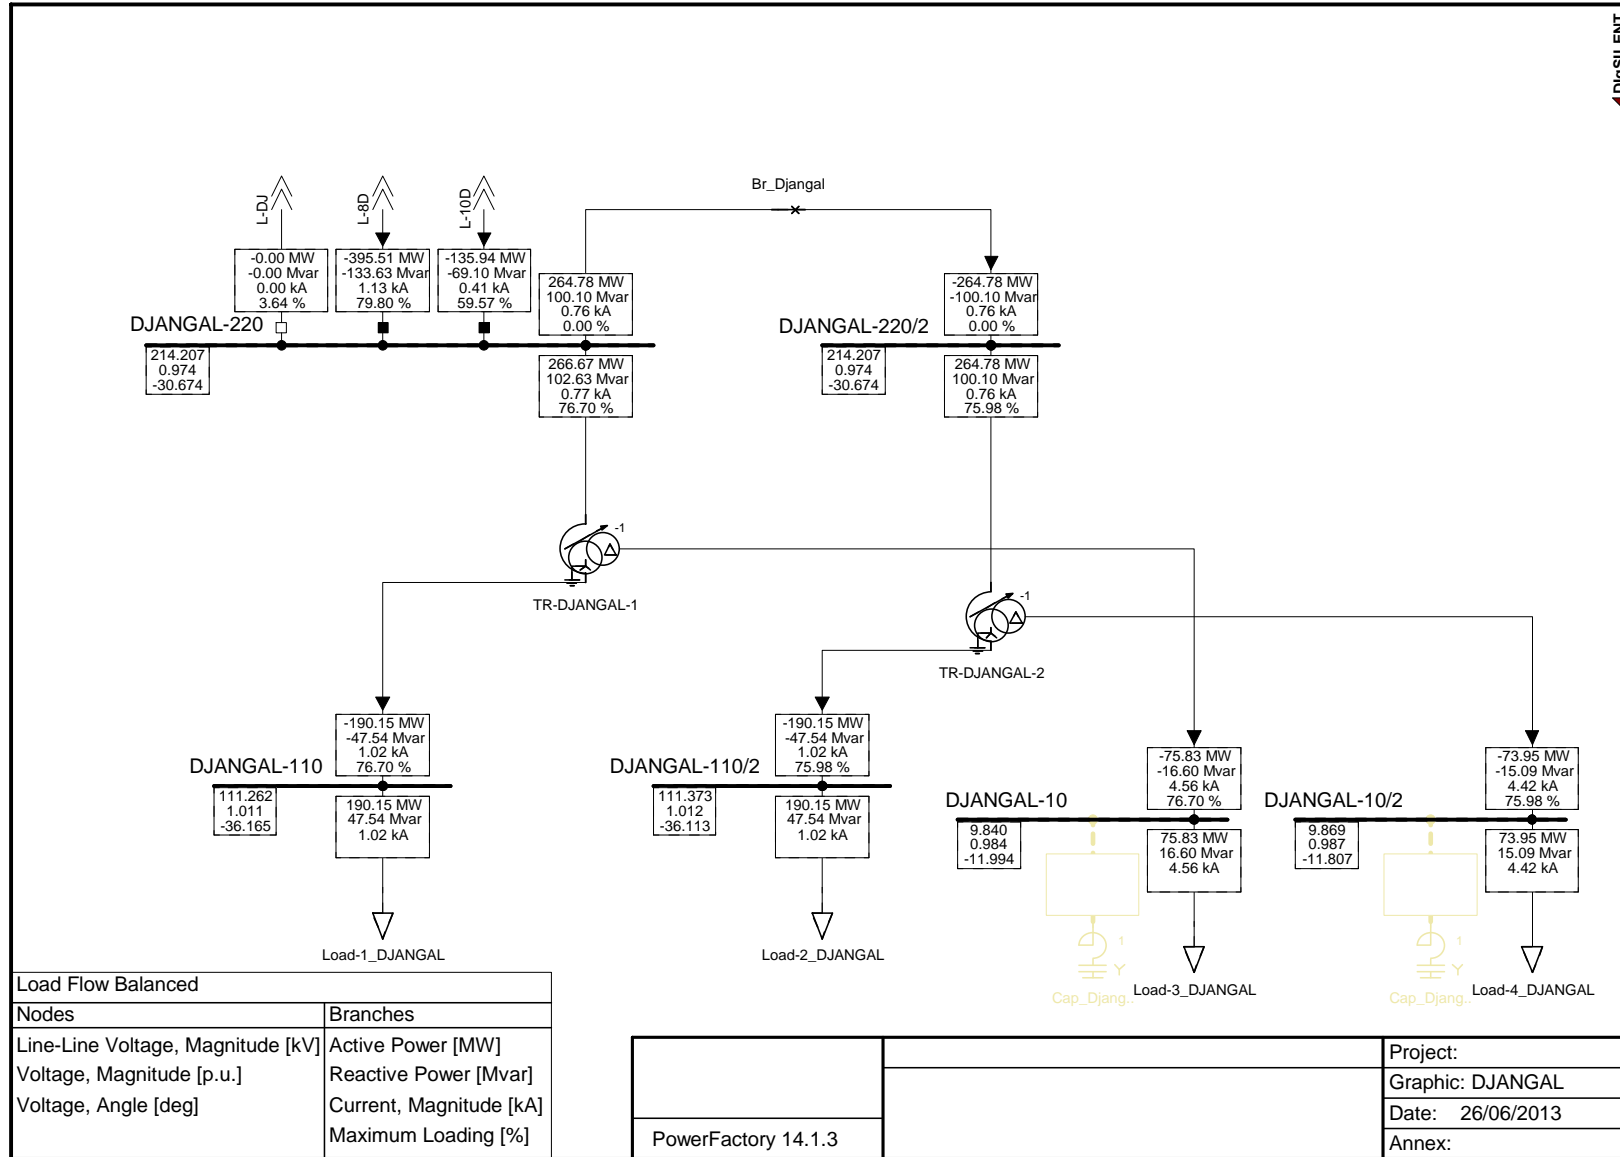 DIgSILENT
Br_Djangal
L-DJ
L-8D
L-10D
-0.00 MW
-0.00 Mvar
0.00 kA
3.64 %
-395.51 MW
-133.63 Mvar
1.13 kA
79.80 %
-135.94 MW
-69.10 Mvar
0.41 kA
59.57 %
264.78 MW
100.10 Mvar
0.76 kA
0.00 %
-264.78 MW
-100.10 Mvar
0.76 kA
0.00 %
DJANGAL-220
DJANGAL-220/2
214.207
0.974
-30.674
266.67 MW
102.63 Mvar
0.77 kA
76.70 %
214.207
0.974
-30.674
264.78 MW
100.10 Mvar
0.76 kA
75.98 %
-1
TR-DJANGAL-1
-1
TR-DJANGAL-2
-190.15 MW
-47.54 Mvar
1.02 kA
76.70 %
-190.15 MW
-47.54 Mvar
1.02 kA
75.98 %
-75.83 MW
-16.60 Mvar
4.56 kA
76.70 %
-73.95 MW
-15.09 Mvar
4.42 kA
75.98 %
DJANGAL-110
DJANGAL-110/2
DJANGAL-10
DJANGAL-10/2
111.262
1.011
-36.165
190.15 MW
47.54 Mvar
1.02 kA
111.373
1.012
-36.113
190.15 MW
47.54 Mvar
1.02 kA
9.840
0.984
-11.994
75.83 MW
16.60 Mvar
4.56 kA
9.869
0.987
-11.807
73.95 MW
15.09 Mvar
4.42 kA
1
Y
1
Y
Load-1_DJANGAL
Load-2_DJANGAL
Cap_Djang..
Load-3_DJANGAL
Cap_Djang..
Load-4_DJANGAL
Load Flow Balanced
Nodes
Branches
Line-Line Voltage, Magnitude [kV]
Active Power [MW]
Voltage, Magnitude [p.u.]
Reactive Power [Mvar]
Voltage, Angle [deg]
Current, Magnitude [kA]
Maximum Loading [%]
PowerFactory 14.1.3
Project:
Graphic: DJANGAL
Date: 26/06/2013
Annex: